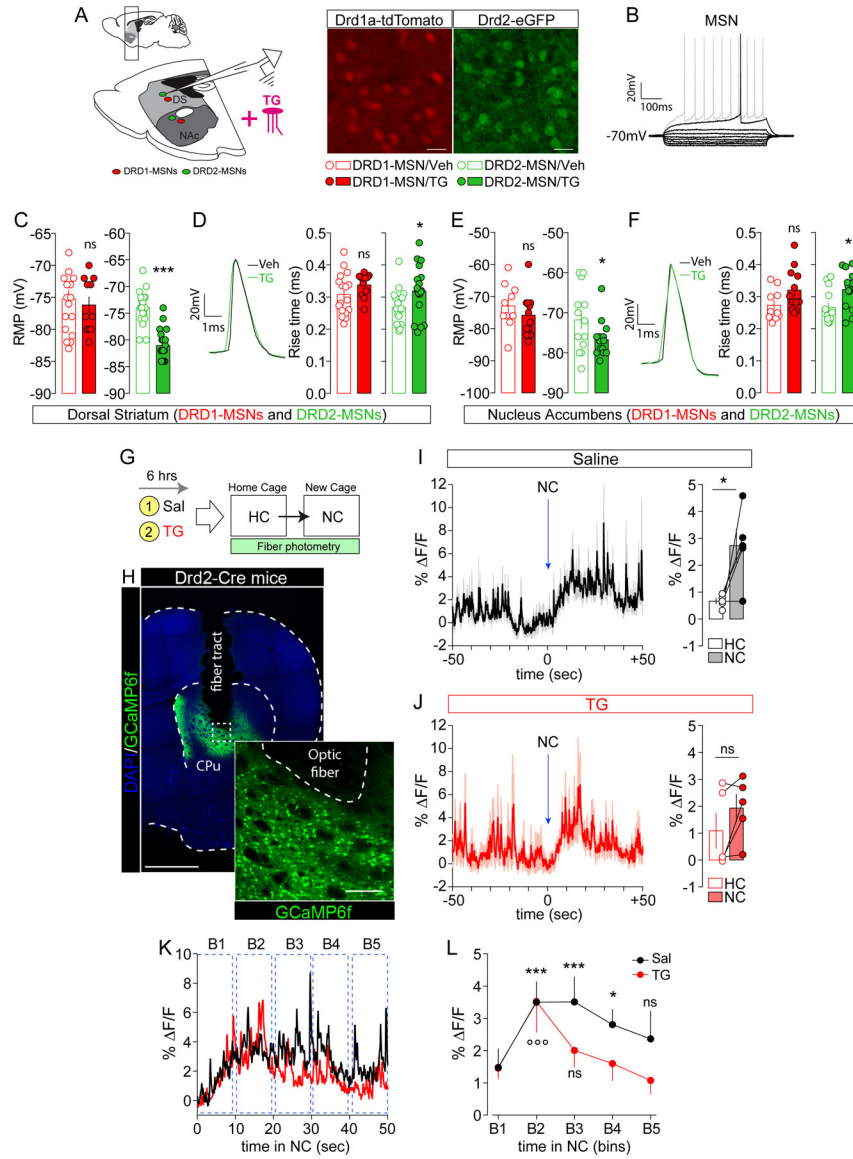 A
DS
NAc
+
TG
DRD1-MSNs
DRD2-MSNs
Drd1a-tdTomato
Drd2-eGFP
DRD1-MSN/Veh
DRD2-MSN/Veh
DRD1-MSN/TG
DRD2-MSN/TG
B
MSN
20mV
100ms
-70mV
C
RMP (mV)
-65
-70
-75
-80
-85
-90
ns
-60
-65
-70
-75
-80
-85
-90
***
D
20mV
1ms
Veh
TG
Rise time (ms)
0.5
0.4
0.3
0.2
0.1
0.0
ns
*
Dorsal Striatum (DRD1-MSNs and DRD2-MSNs)
E
RMP (mV)
-50
-60
-70
-80
-90
-100
ns
-50
-60
-70
-80
-90
*
F
20mV
1ms
Veh
TG
Rise time (ms)
0.5
0.4
0.3
0.2
0.1
0.0
ns
*
Nucleus Accumbens (DRD1-MSNs and DRD2-MSNs)
G
6 hrs
1 Sal
2 TG
Home Cage
New Cage
HC
NC
Fiber photometry
H
Drd2-Cre mice
DAPI/GCaMP6f
fiber tract
CPu
Optic
fiber
GCaMP6f
I
Saline
% ΔF/F
12
10
8
6
4
2
0
-2
NC
-50
0
+50
time (sec)
% ΔF/F
5
4
3
2
1
0
-1
*
HC
NC
J
TG
% ΔF/F
12
10
8
6
4
2
0
-2
NC
-50
0
+50
time (sec)
% ΔF/F
5
4
3
2
1
0
-1
ns
HC
NC
K
B1
B2
B3
B4
B5
% ΔF/F
10
8
6
4
2
0
0
10
20
30
40
50
time in NC (sec)
L
Sal
TG
% ΔF/F
5
4
3
2
1
0
***
***
*
ns
°°°
ns
B1
B2
B3
B4
B5
time in NC (bins)